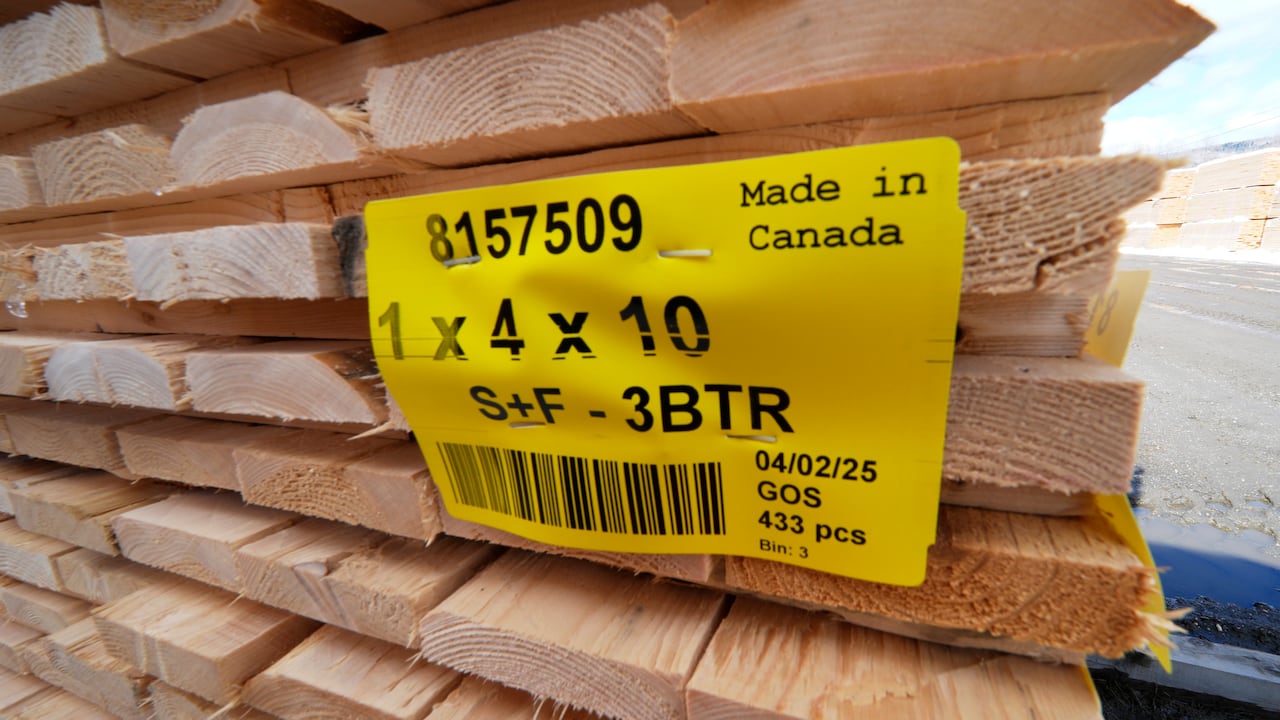 8157509
Made in
Canada
1 x 4 x 10
S+F - 3BTR
04/02/25
GOS
433 pcs
Bin: 3